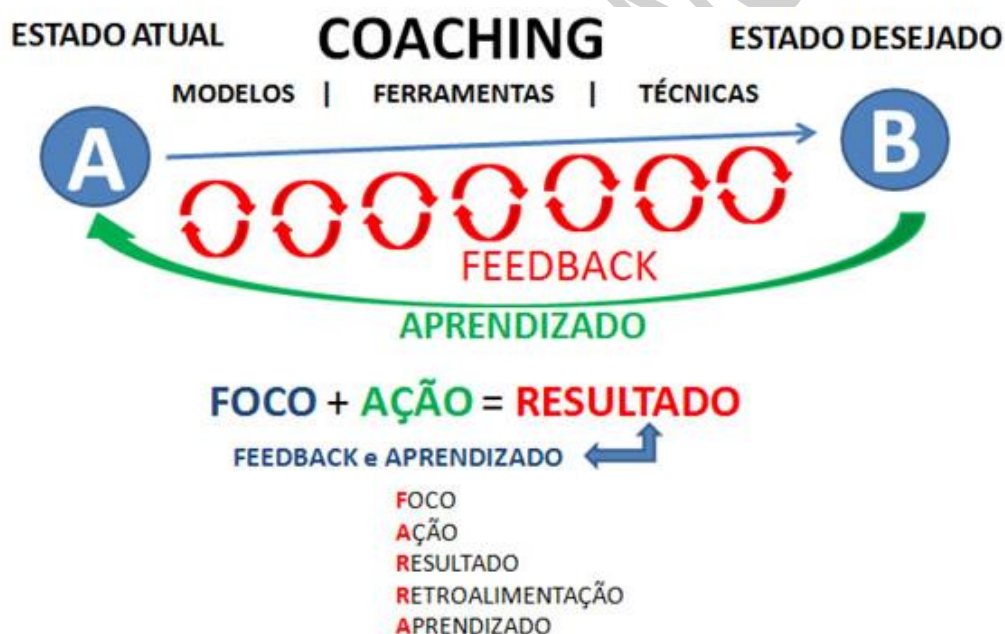 ESTADO ATUAL COACHING ESTADO DESEJADO
MODELOS | FERRAMENTAS | TÉCNICAS
A B
FEEDBACK
APRENDIZADO
FOCO + AÇÃO = RESULTADO
FEEDBACK e APRENDIZADO
FOCO
AÇÃO
RESULTADO
RETROALIMENTAÇÃO
APRENDIZADO